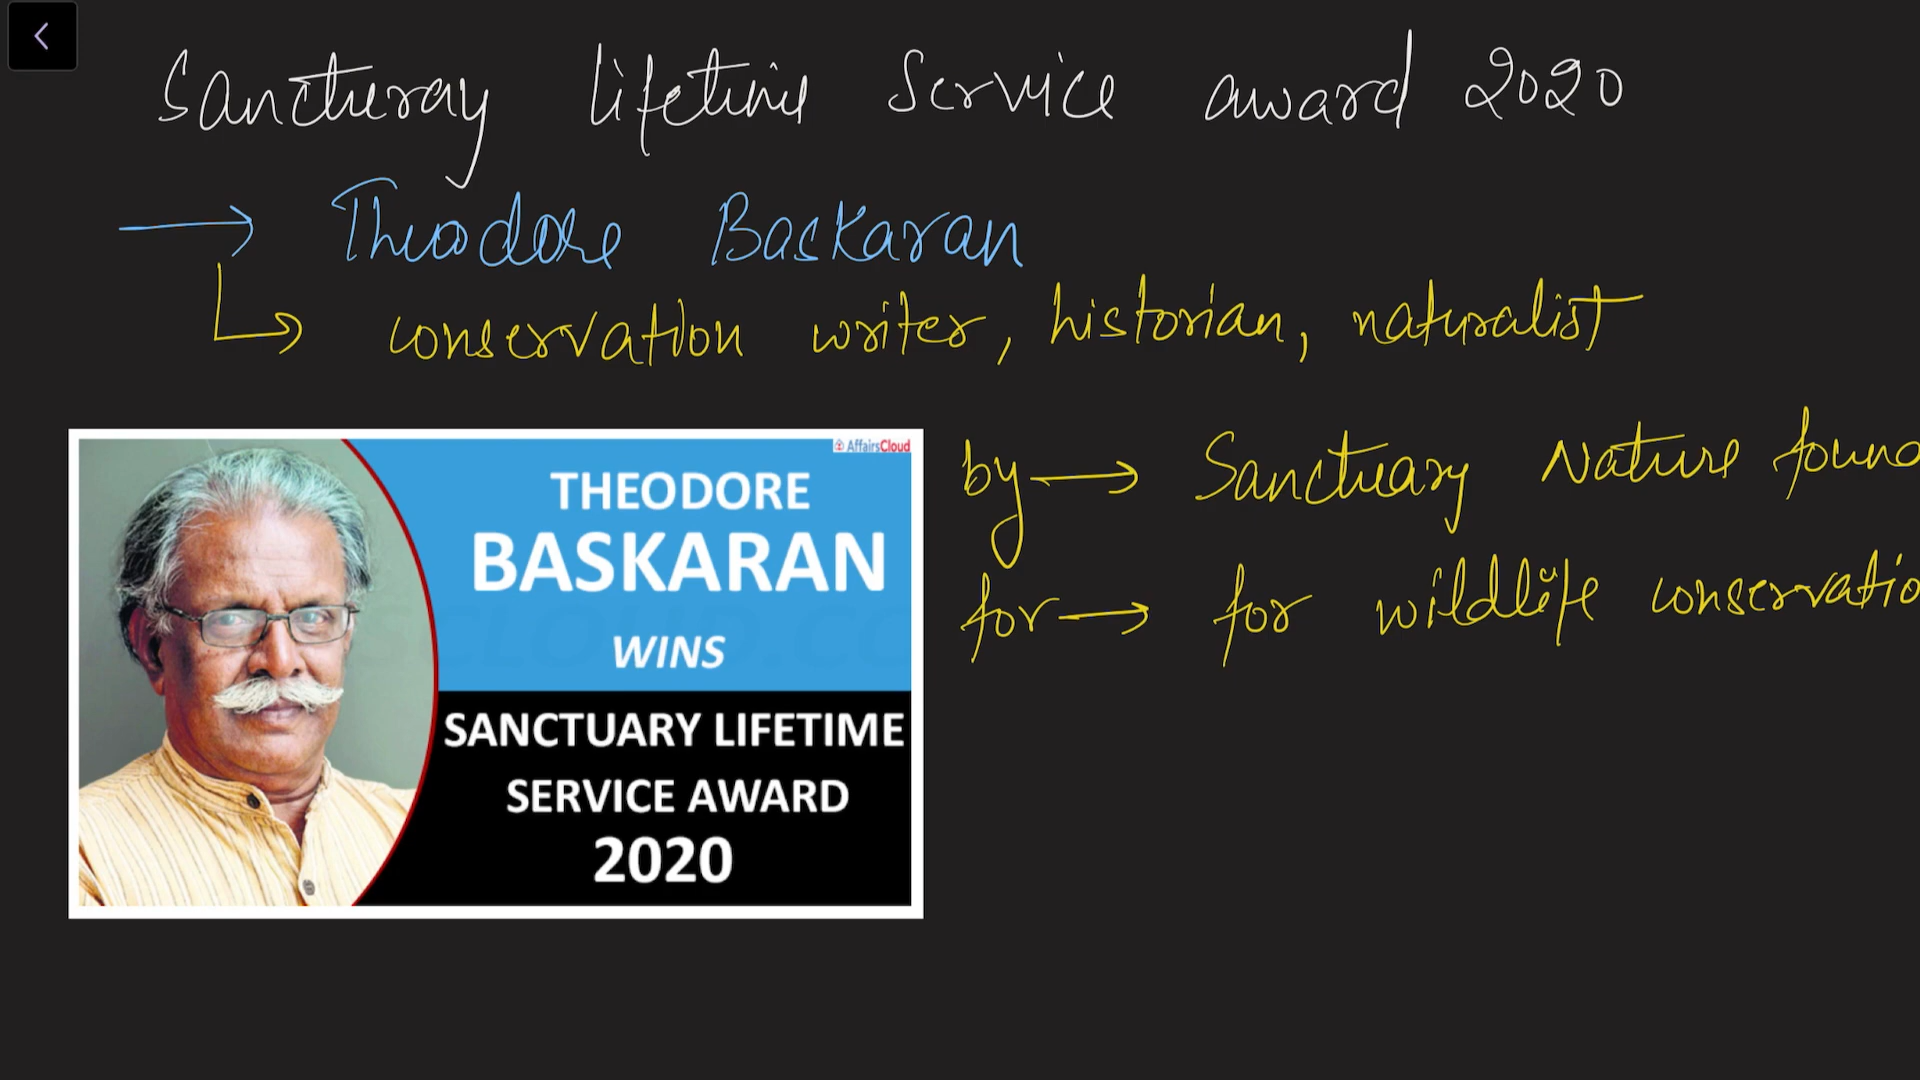 Sancturay lifetime Service award 2020
→ Theodore Baskaran
↳ conservation writer, historian, naturalist
AffairsCloud
THEODORE
BASKARAN
WINS
SANCTUARY LIFETIME
SERVICE AWARD
2020
by → Sanctuary Nature found
for → for wildlife conservatio